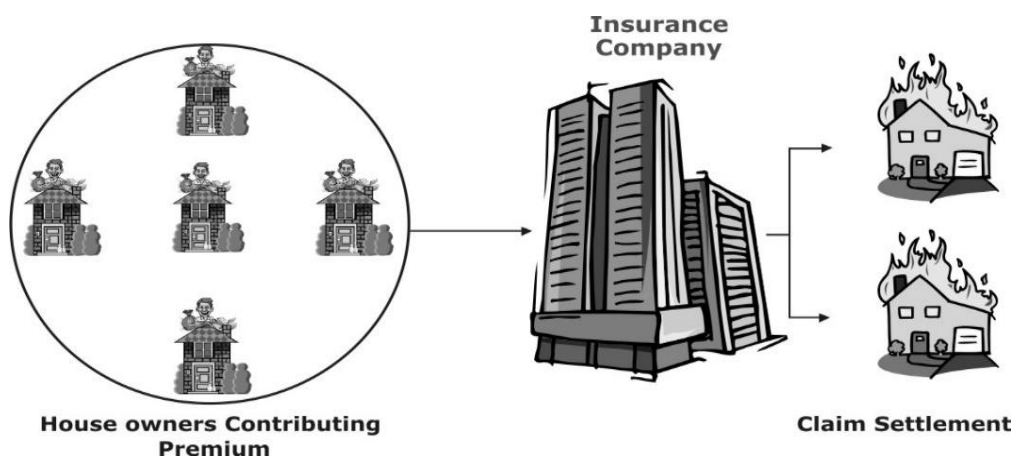 Insurance
Company
House owners Contributing
Premium
Claim Settlement